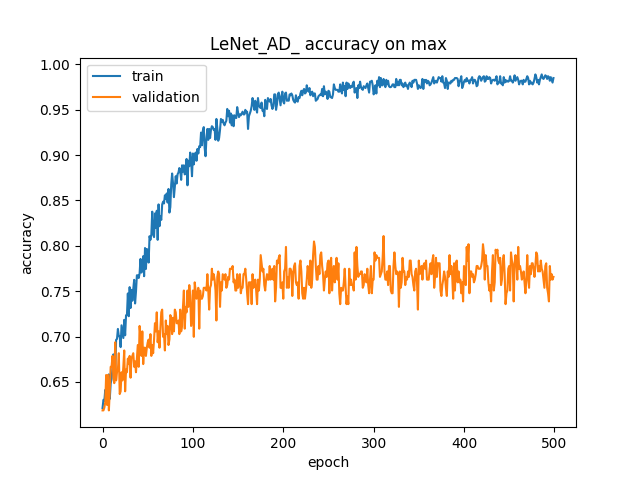 LeNet_AD_ accuracy on max
train
validation
accuracy
1.00
0.95
0.90
0.85
0.80
0.75
0.70
0.65
0 100 200 300 400 500
epoch